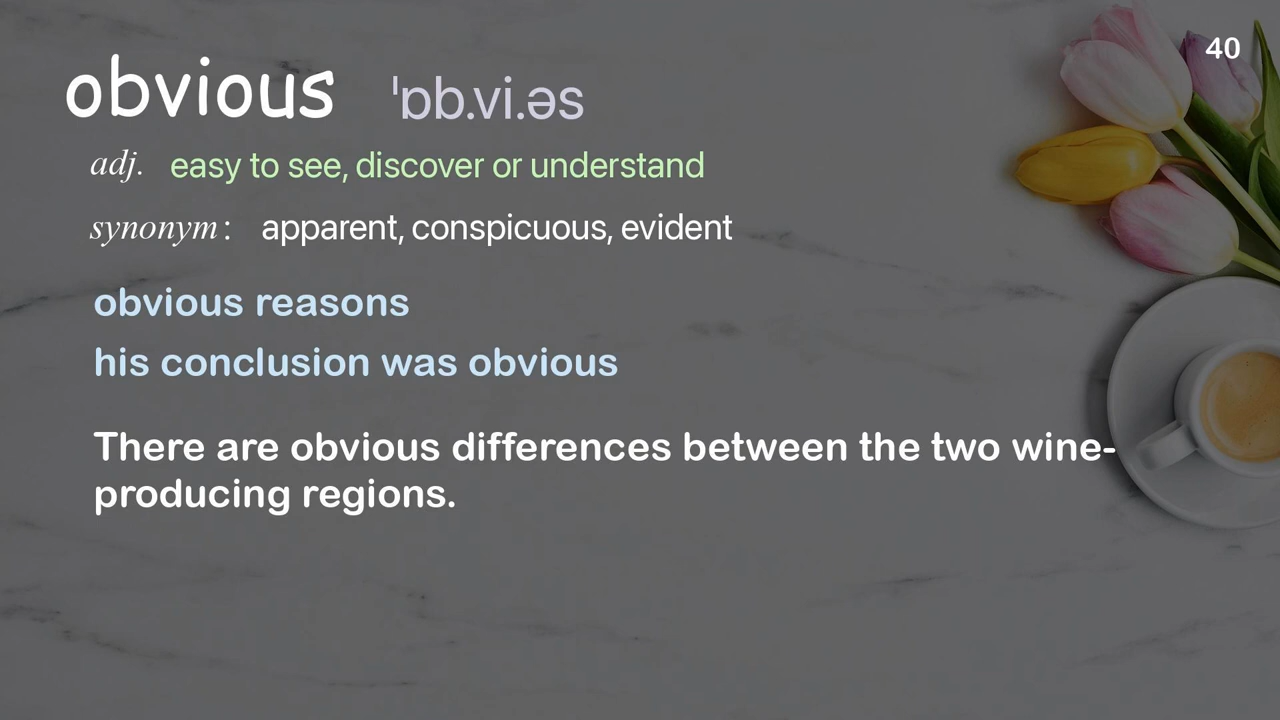 40
obvious ˈɒb.vi.əs
adj. easy to see, discover or understand
synonym: apparent, conspicuous, evident
obvious reasons
his conclusion was obvious
There are obvious differences between the two wine-
producing regions.